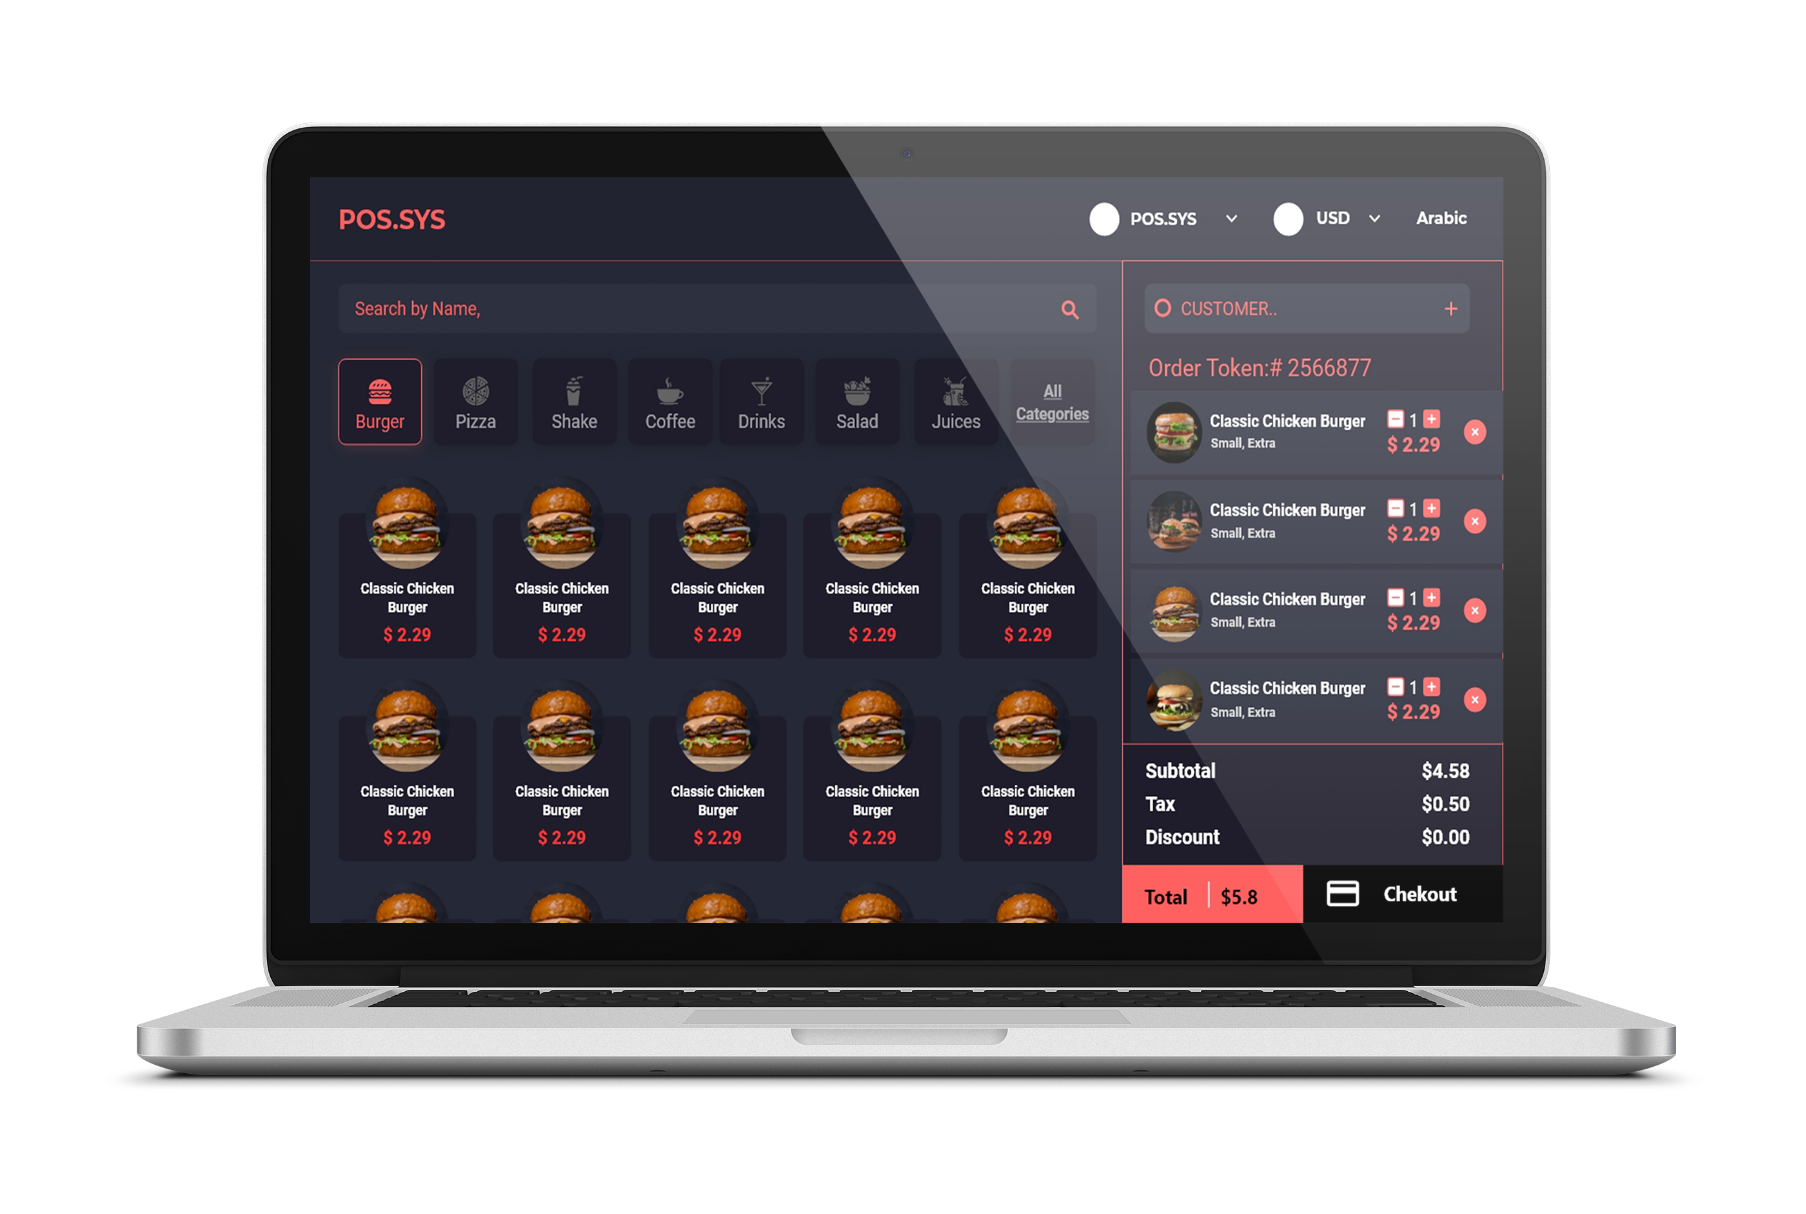 POS.SYS
POS.SYS
USD
Arabic
Search by Name,
Burger
Pizza
Shake
Coffee
Drinks
Salad
Juices
All
Categories
Classic Chicken
Burger
$ 2.29
Classic Chicken
Burger
$ 2.29
Classic Chicken
Burger
$ 2.29
Classic Chicken
Burger
$ 2.29
Classic Chicken
Burger
$ 2.29
Classic Chicken
Burger
$ 2.29
Classic Chicken
Burger
$ 2.29
Classic Chicken
Burger
$ 2.29
Classic Chicken
Burger
$ 2.29
Classic Chicken
Burger
$ 2.29
CUSTOMER..
+
Order Token:# 2566877
Classic Chicken Burger
Small, Extra
1
$ 2.29
Classic Chicken Burger
Small, Extra
1
$ 2.29
Classic Chicken Burger
Small, Extra
1
$ 2.29
Classic Chicken Burger
Small, Extra
1
$ 2.29
Subtotal $4.58
Tax $0.50
Discount $0.00
Total $5.8
Chekout